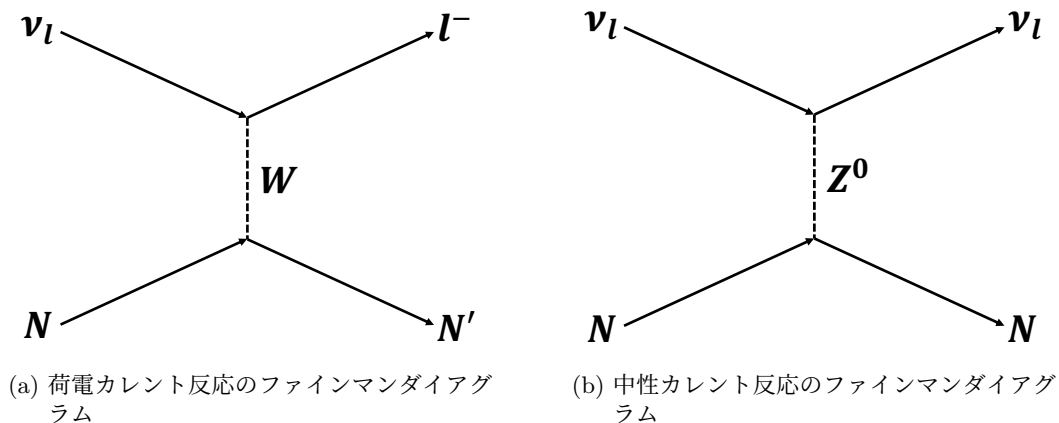 ν_l l⁻ ν_l ν_l
W Z⁰
N N′ N N
(a) 荷電カレント反応のファインマンダイアグ
ラム
(b) 中性カレント反応のファインマンダイアグ
ラム